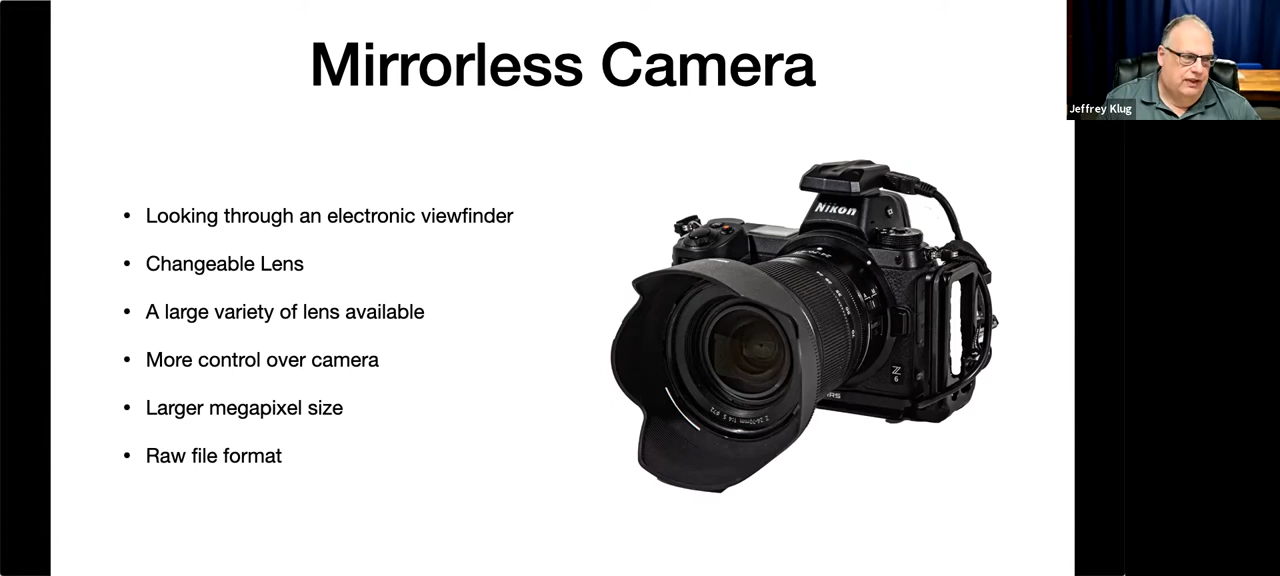 Mirrorless Camera
Jeffrey Klug
• Looking through an electronic viewfinder
• Changeable Lens
• A large variety of lens available
• More control over camera
• Larger megapixel size
• Raw file format
Nikon
Z
6